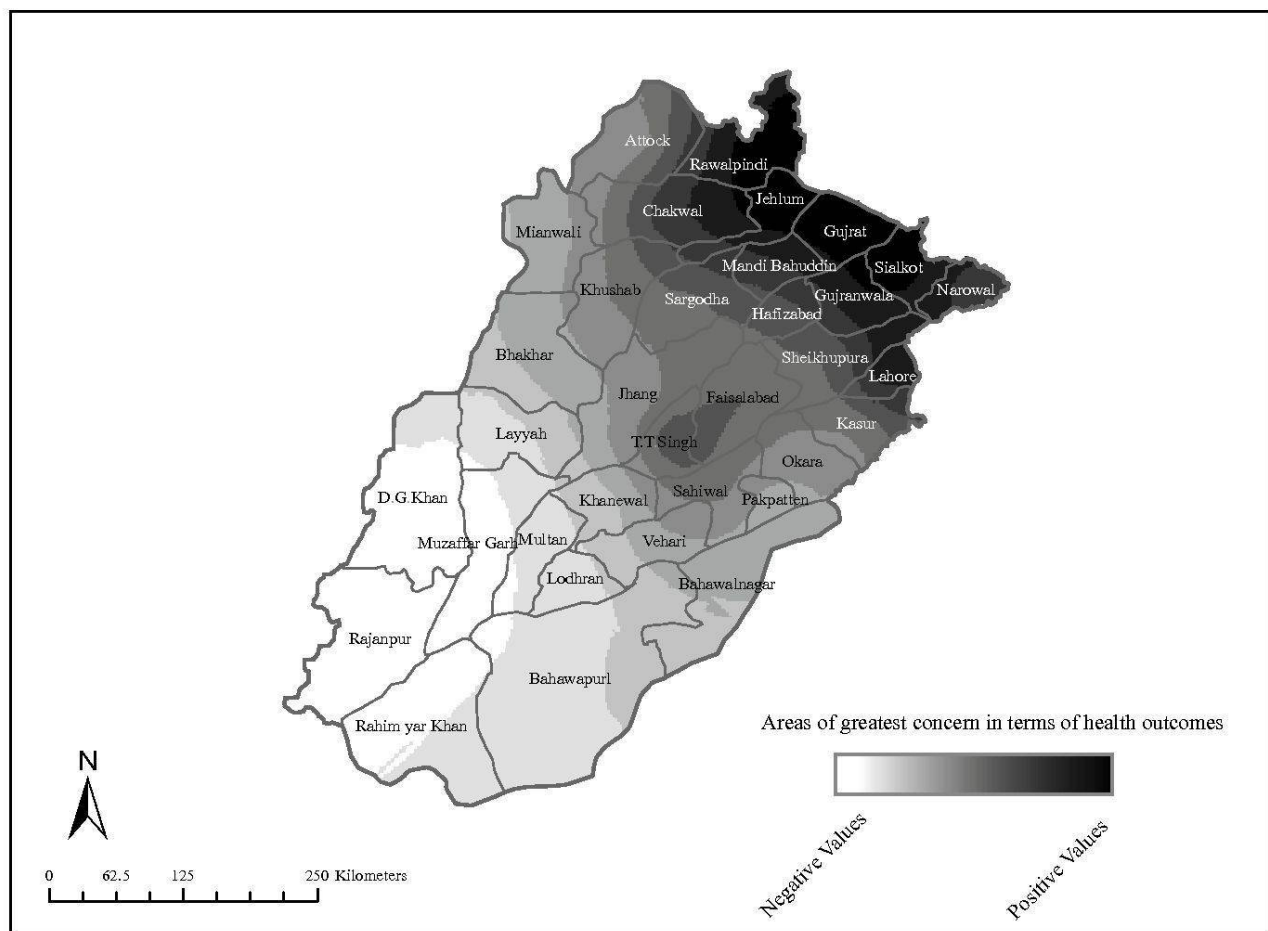 Attock
Rawalpindi
Jehlum
Chakwal
Gujrat
Mianwali
Mandi Bahuddin
Sialkot
Khushab
Sargodha
Gujranwala
Narowal
Hafizabad
Bhakhar
Sheikhupura
Lahore
Jhang
Faisalabad
Kasur
Layyah
T.T Singh
Okara
D.G.Khan
Khanewal
Sahiwal
Pakpatten
Muzaffar Garh
Multan
Vehari
Lodhran
Bahawalnagar
Rajanpur
Bahawapurl
Rahim yar Khan
Areas of greatest concern in terms of health outcomes
Negative Values
Positive Values
N
0 62.5 125 250 Kilometers